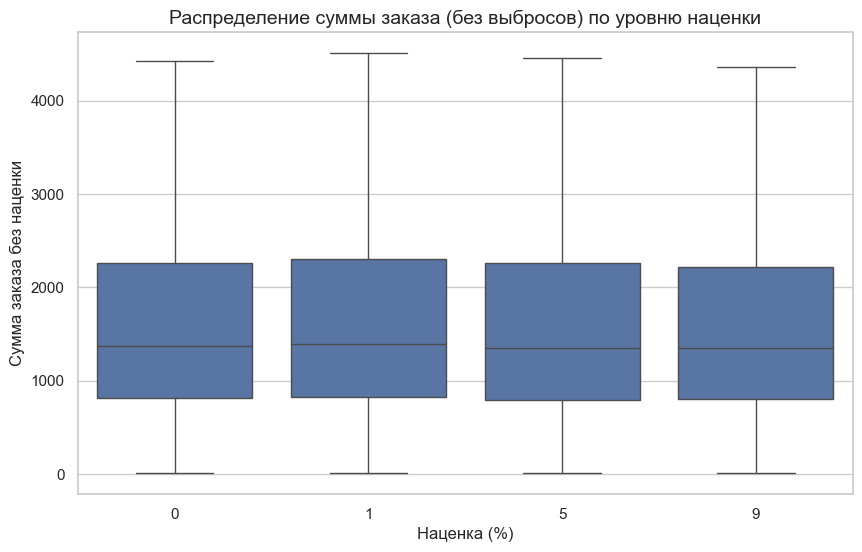 Распределение суммы заказа (без выбросов) по уровню наценки
Сумма заказа без наценки
4000
3000
2000
1000
0
0 1 5 9
Наценка (%)